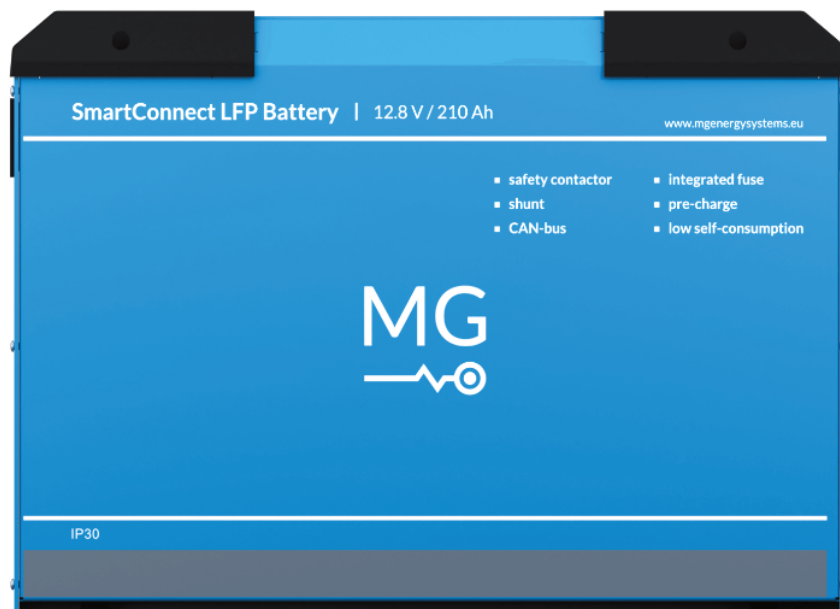 SmartConnect LFP Battery | 12.8 V / 210 Ah
www.mgenergysystems.eu
safety contactor
shunt
CAN-bus
integrated fuse
pre-charge
low self-consumption
MG
IP30